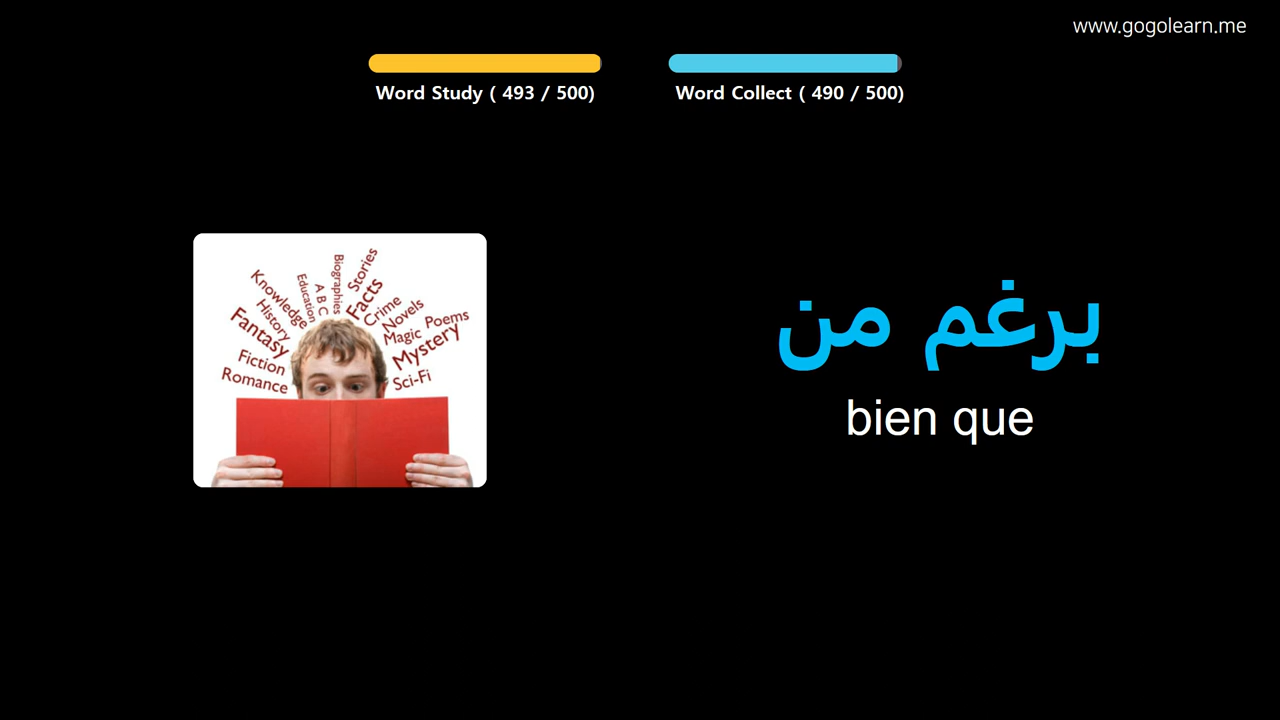 www.gogolearn.me
Word Study ( 493 / 500)
Word Collect ( 490 / 500)
Knowledge
History
Fantasy
Fiction
Romance
Education
A B C
Biographies
Stories
Facts
Crime
Novels
Magic
Poems
Mystery
Sci-Fi
برغم من
bien que